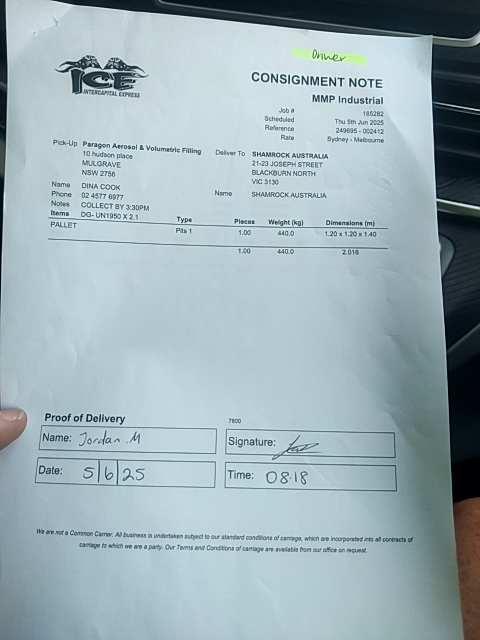 Driver
ICE
INTERCAPITAL EXPRESS
CONSIGNMENT NOTE
MMP Industrial
Job # 185282
Scheduled Thu 5th Jun 2025
Reference 249695 - 002412
Rate Sydney - Melbourne
Pick-Up Paragon Aerosol & Volumetric Filling
10 hudson place
MULGRAVE
NSW 2756
Deliver To SHAMROCK AUSTRALIA
21-23 JOSEPH STREET
BLACKBURN NORTH
VIC 3130
Name DINA COOK
Name SHAMROCK AUSTRALIA
Phone 02 4577 6977
Notes COLLECT BY 3:30PM
Items DG- UN1950 X 2.1 Type Pieces Weight (kg) Dimensions (m)
PALLET Plts 1 1.00 440.0 1.20 x 1.20 x 1.40
1.00 440.0 2.016
Proof of Delivery 7800
Name: Jordan M Signature:
Date: 5/6/25 Time: 08.18
We are not a Common Carrier. All business is undertaken subject to our standard conditions of carriage, which are incorporated into all contracts of
carriage to which we are a party. Our Terms and Conditions of carriage are available from our office on request.